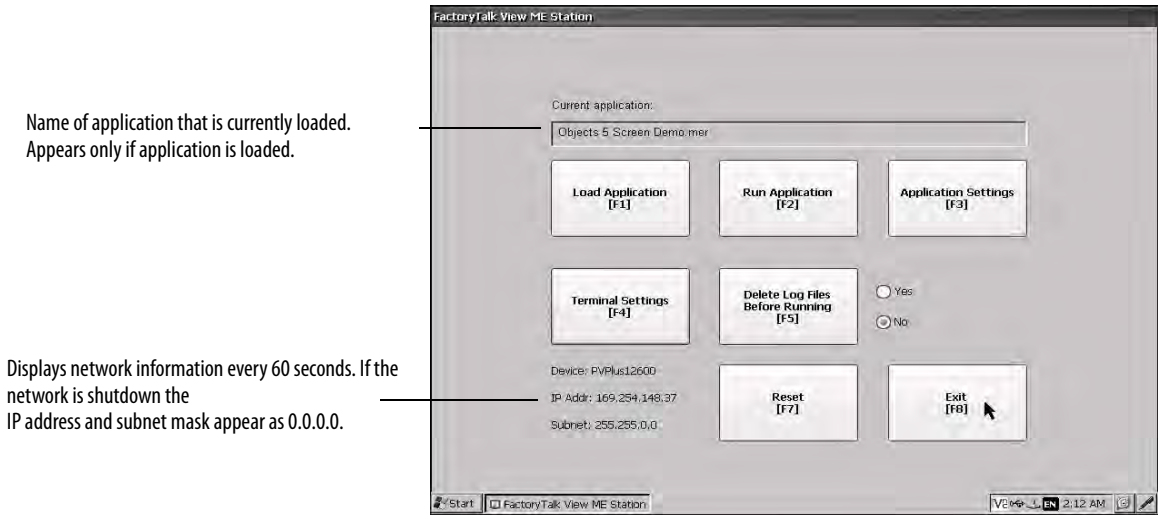 FactoryTalk View ME Station
Name of application that is currently loaded.
Appears only if application is loaded.
Current application:
Objects 5 Screen Demo.mer
Load Application
[F1]
Run Application
[F2]
Application Settings
[F3]
Terminal Settings
[F4]
Delete Log Files
Before Running
[F5]
Yes
No
Displays network information every 60 seconds. If the
network is shutdown the
IP address and subnet mask appear as 0.0.0.0.
Device: PVPlus12600
IP Addr: 169.254.148.37
Subnet: 255.255.0.0
Reset
[F7]
Exit
[F8]
Start
FactoryTalk View ME Station
EN
2:12 AM